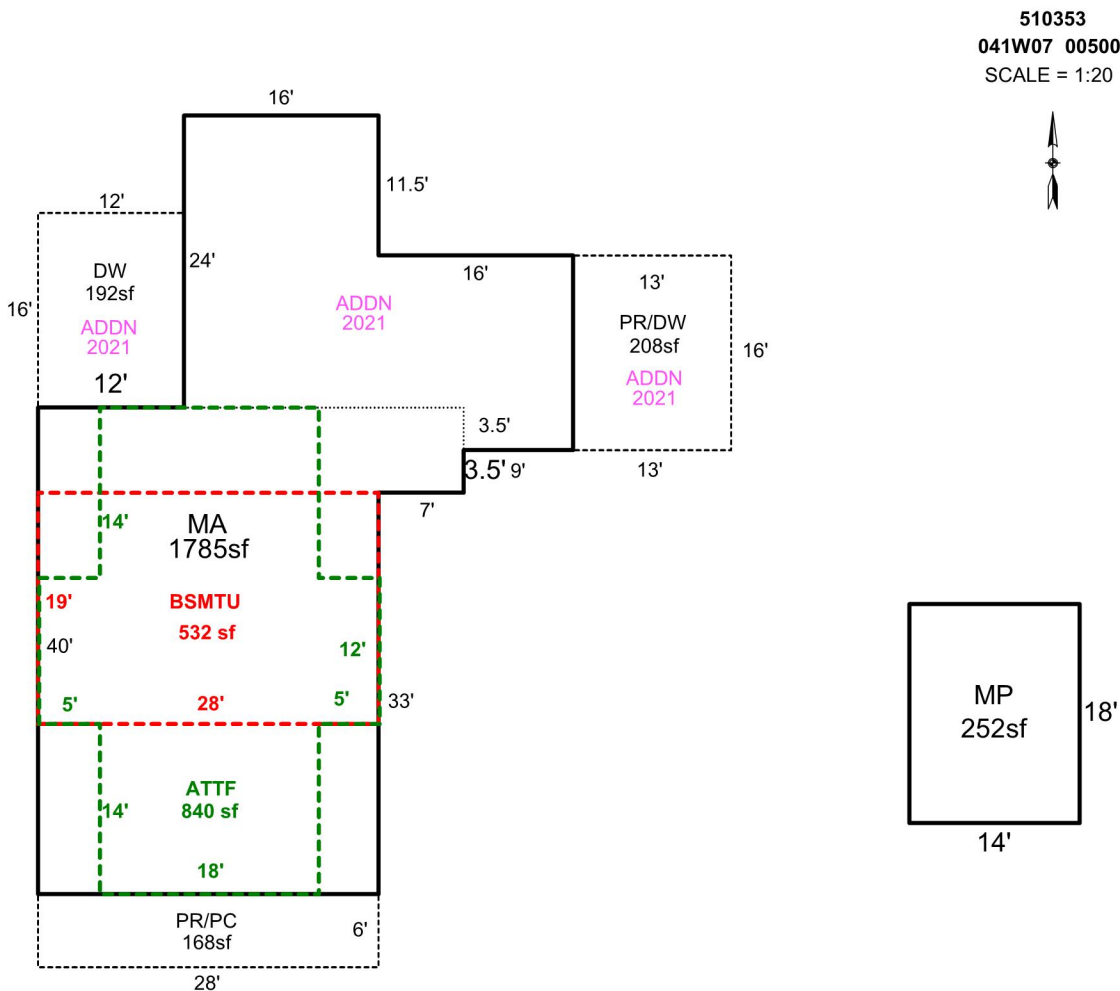 510353
041W07 00500
SCALE = 1:20
16'
11.5'
12'
24'
16'
DW
192sf
ADDN
2021
16'
12'
ADDN
2021
13'
PR/DW
208sf
ADDN
2021
16'
13'
3.5'
3.5' 9'
7'
14'
MA
1785sf
19'
BSMTU
532 sf
40'
12'
5'
28'
5'
33'
ATTF
840 sf
14'
18'
PR/PC
168sf
6'
28'
MP
252sf
18'
14'